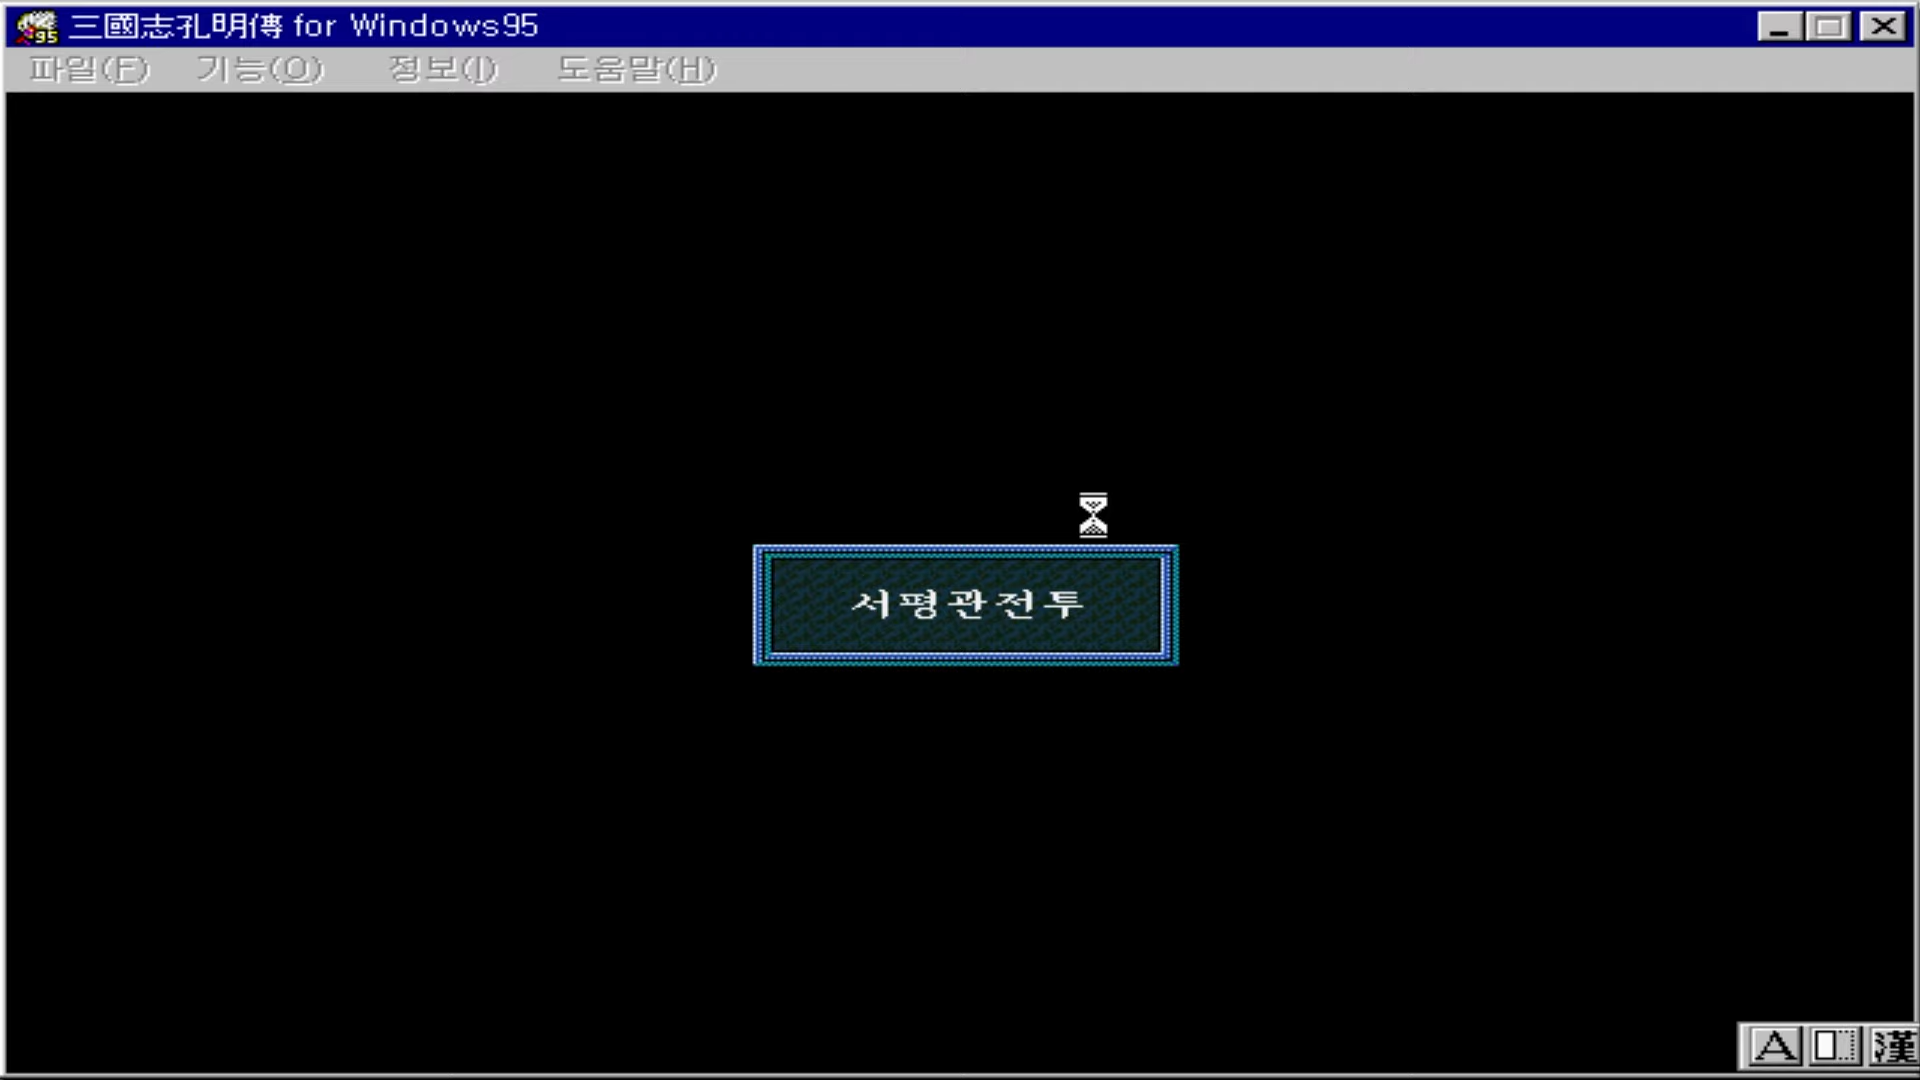 三國志孔明傳 for Windows95
파일(F) 기능(O) 정보(I) 도움말(H)
서평관전투
A 漢